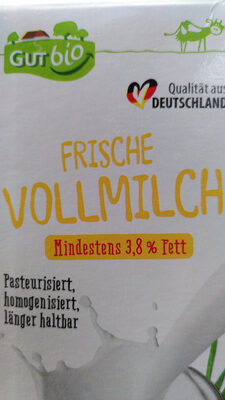 GUT bio
Qualität aus
DEUTSCHLAND
FRISCHE
VOLLMILCH
Mindestens 3,8 % Fett
Pasteurisiert,
homogenisiert,
länger haltbar